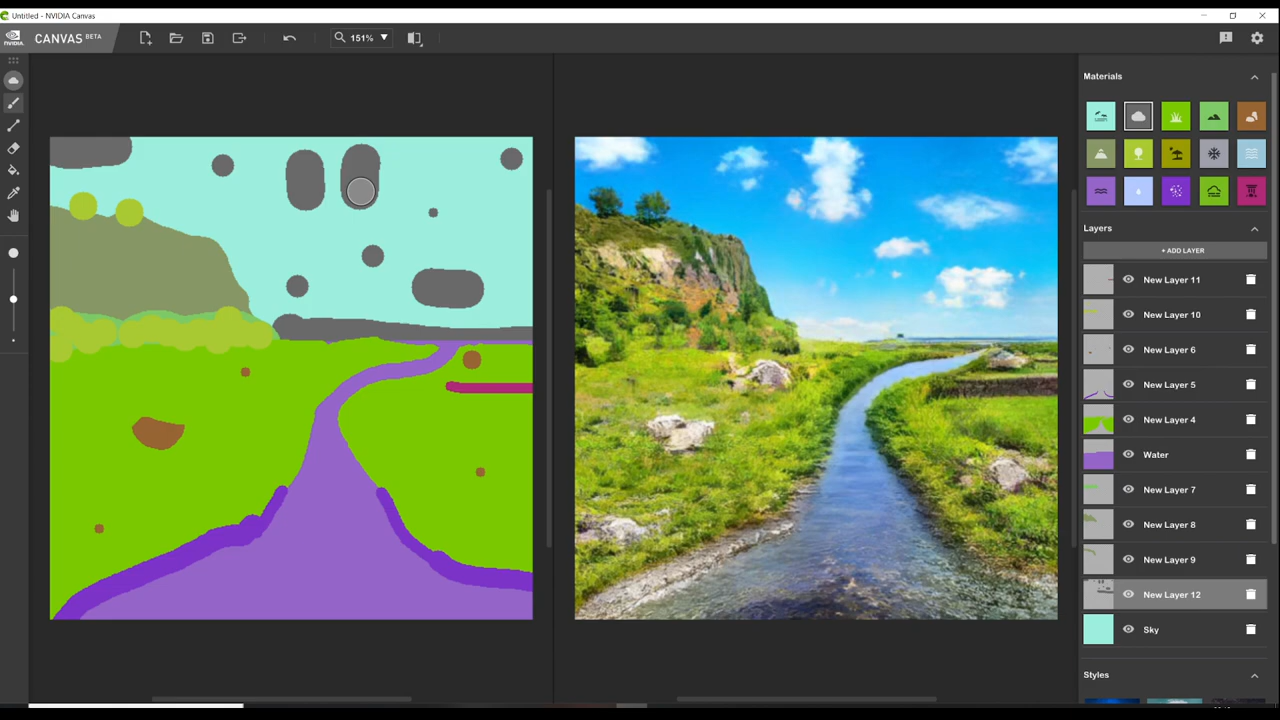 Untitled - NVIDIA Canvas
NVIDIA
CANVAS BETA
151%
Materials
Layers
+ ADD LAYER
New Layer 11
New Layer 10
New Layer 6
New Layer 5
New Layer 4
Water
New Layer 7
New Layer 8
New Layer 9
New Layer 12
Sky
Styles